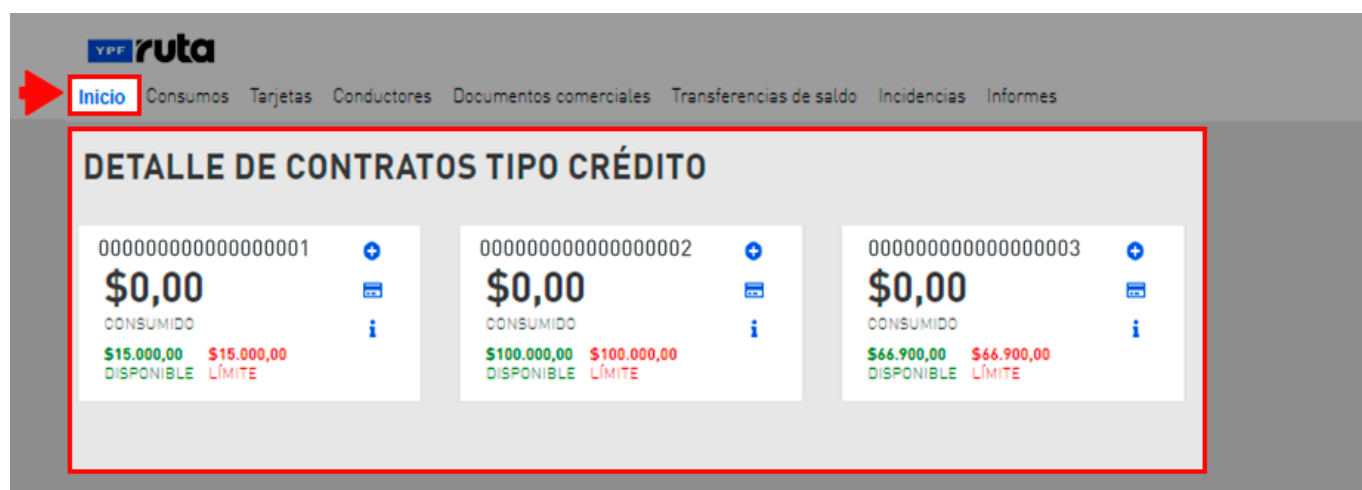 YPF ruta
Inicio Consumos Tarjetas Conductores Documentos comerciales Transferencias de saldo Incidencias Informes
DETALLE DE CONTRATOS TIPO CRÉDITO
000000000000000001
$0,00
CONSUMIDO
$15.000,00 $15.000,00
DISPONIBLE LÍMITE
000000000000000002
$0,00
CONSUMIDO
$100.000,00 $100.000,00
DISPONIBLE LÍMITE
000000000000000003
$0,00
CONSUMIDO
$66.900,00 $66.900,00
DISPONIBLE LÍMITE